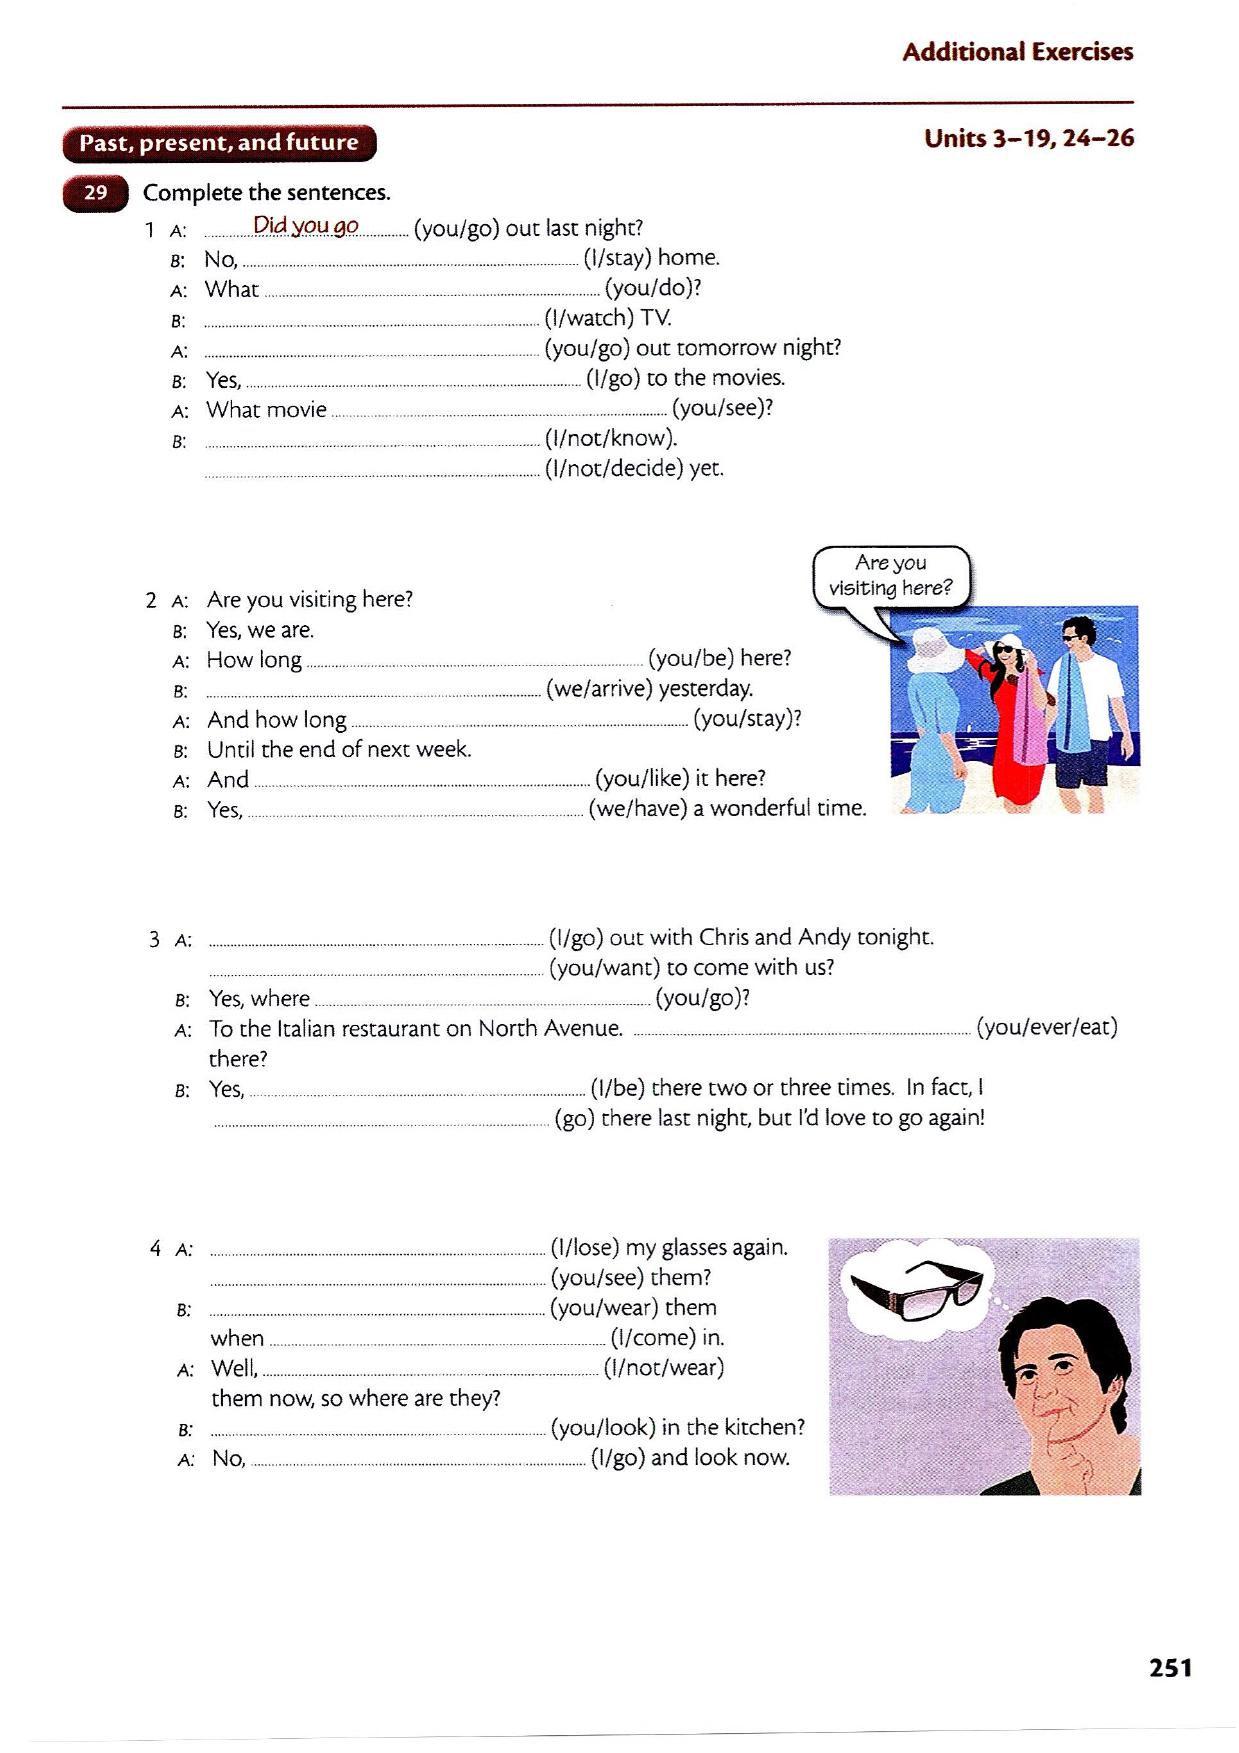 Additional Exercises
Past, present, and future
Units 3–19, 24–26
29 Complete the sentences.
1 A: Did you go (you/go) out last night?
B: No, (I/stay) home.
A: What (you/do)?
B: (I/watch) TV.
A: (you/go) out tomorrow night?
B: Yes, (I/go) to the movies.
A: What movie (you/see)?
B: (I/not/know).
(I/not/decide) yet.
Are you
visiting here?
2 A: Are you visiting here?
B: Yes, we are.
A: How long (you/be) here?
B: (we/arrive) yesterday.
A: And how long (you/stay)?
B: Until the end of next week.
A: And (you/like) it here?
B: Yes, (we/have) a wonderful time.
3 A: (I/go) out with Chris and Andy tonight.
(you/want) to come with us?
B: Yes, where (you/go)?
A: To the Italian restaurant on North Avenue. (you/ever/eat)
there?
B: Yes, (I/be) there two or three times. In fact, I
(go) there last night, but I'd love to go again!
4 A: (I/lose) my glasses again.
(you/see) them?
B: (you/wear) them
when (I/come) in.
A: Well, (I/not/wear)
them now, so where are they?
B: (you/look) in the kitchen?
A: No, (I/go) and look now.
251